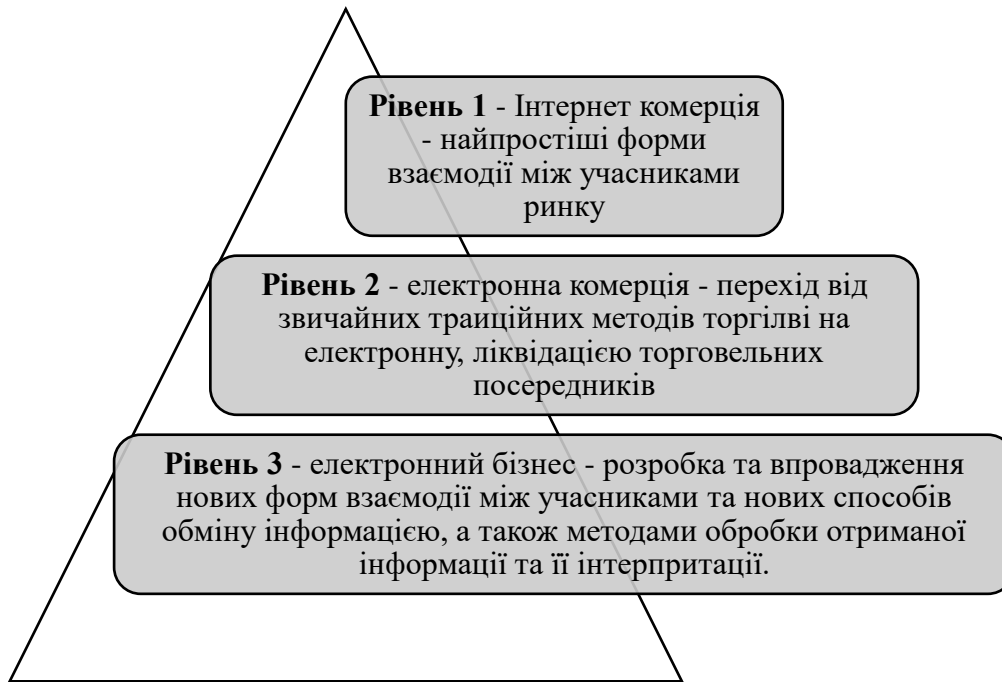 Рівень 1 - Інтернет комерція
- найпростіші форми
взаємодії між учасниками
ринку
Рівень 2 - електронна комерція - перехід від
звичайних траиційних методів торгілві на
електронну, ліквідацією торговельних
посередників
Рівень 3 - електронний бізнес - розробка та впровадження
нових форм взаємодії між учасниками та нових способів
обміну інформацією, а також методами обробки отриманої
інформації та її інтерпритації.